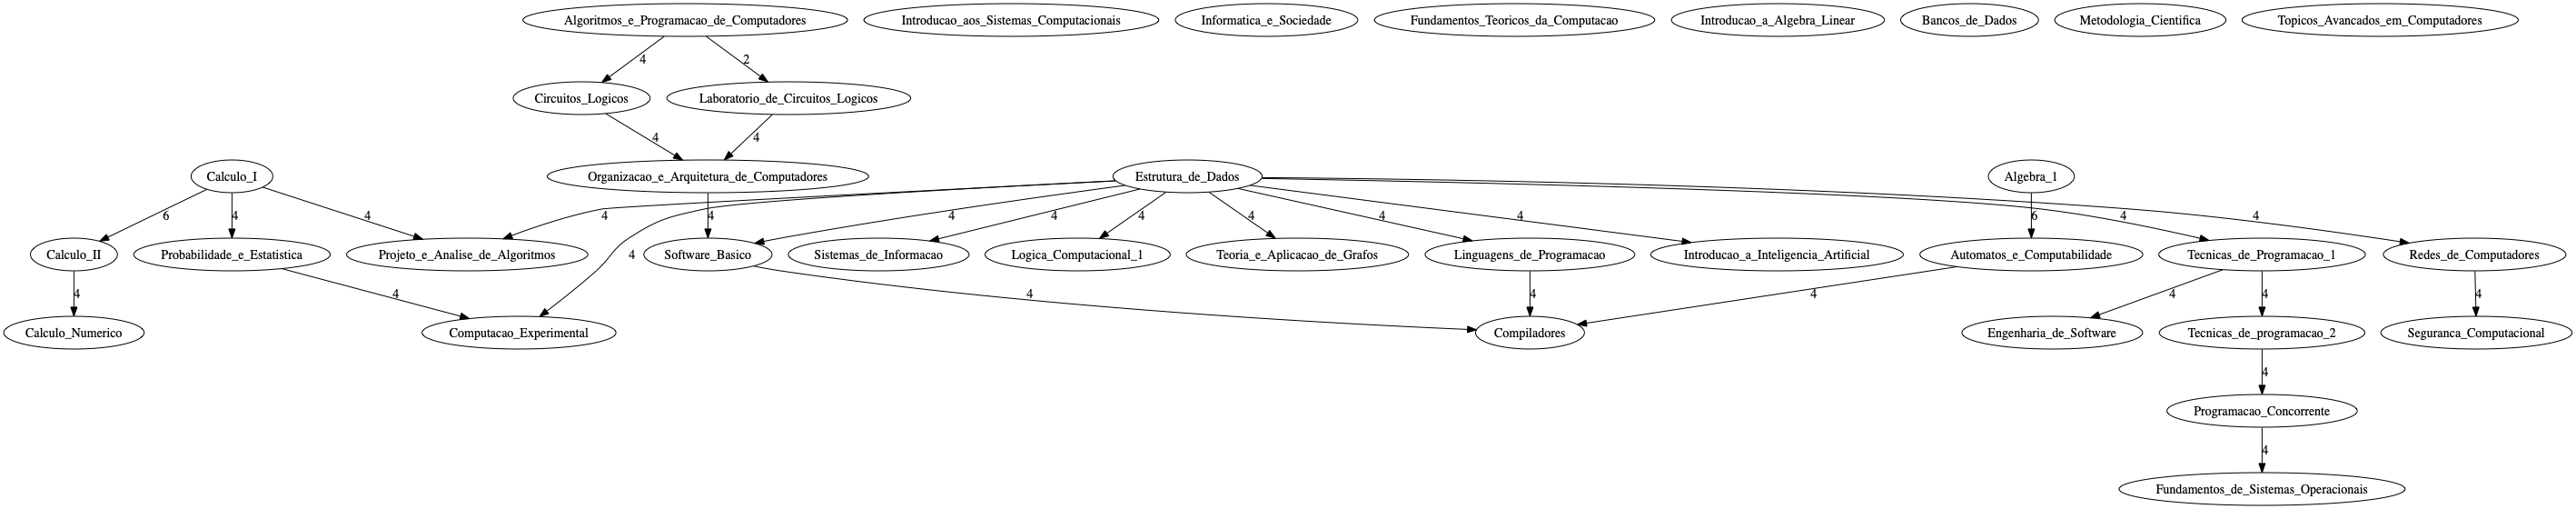 Algoritmos_e_Programacao_de_Computadores
Introducao_aos_Sistemas_Computacionais
Informatica_e_Sociedade
Fundamentos_Teoricos_da_Computacao
Introducao_a_Algebra_Linear
Bancos_de_Dados
Metodologia_Cientifica
Topicos_Avancados_em_Computadores
4
2
Circuitos_Logicos
Laboratorio_de_Circuitos_Logicos
4
4
Calculo_I
Organizacao_e_Arquitetura_de_Computadores
Estrutura_de_Dados
Algebra_1
6
4
4
4
4
4
4
4
4
4
4
6
4
4
Calculo_II
Probabilidade_e_Estatistica
Projeto_e_Analise_de_Algoritmos
4
Software_Basico
Sistemas_de_Informacao
Logica_Computacional_1
Teoria_e_Aplicacao_de_Grafos
Linguagens_de_Programacao
Introducao_a_Inteligencia_Artificial
Automatos_e_Computabilidade
Tecnicas_de_Programacao_1
Redes_de_Computadores
4
4
4
4
4
4
4
4
Calculo_Numerico
Computacao_Experimental
Compiladores
Engenharia_de_Software
Tecnicas_de_programacao_2
Seguranca_Computacional
4
Programacao_Concorrente
4
Fundamentos_de_Sistemas_Operacionais